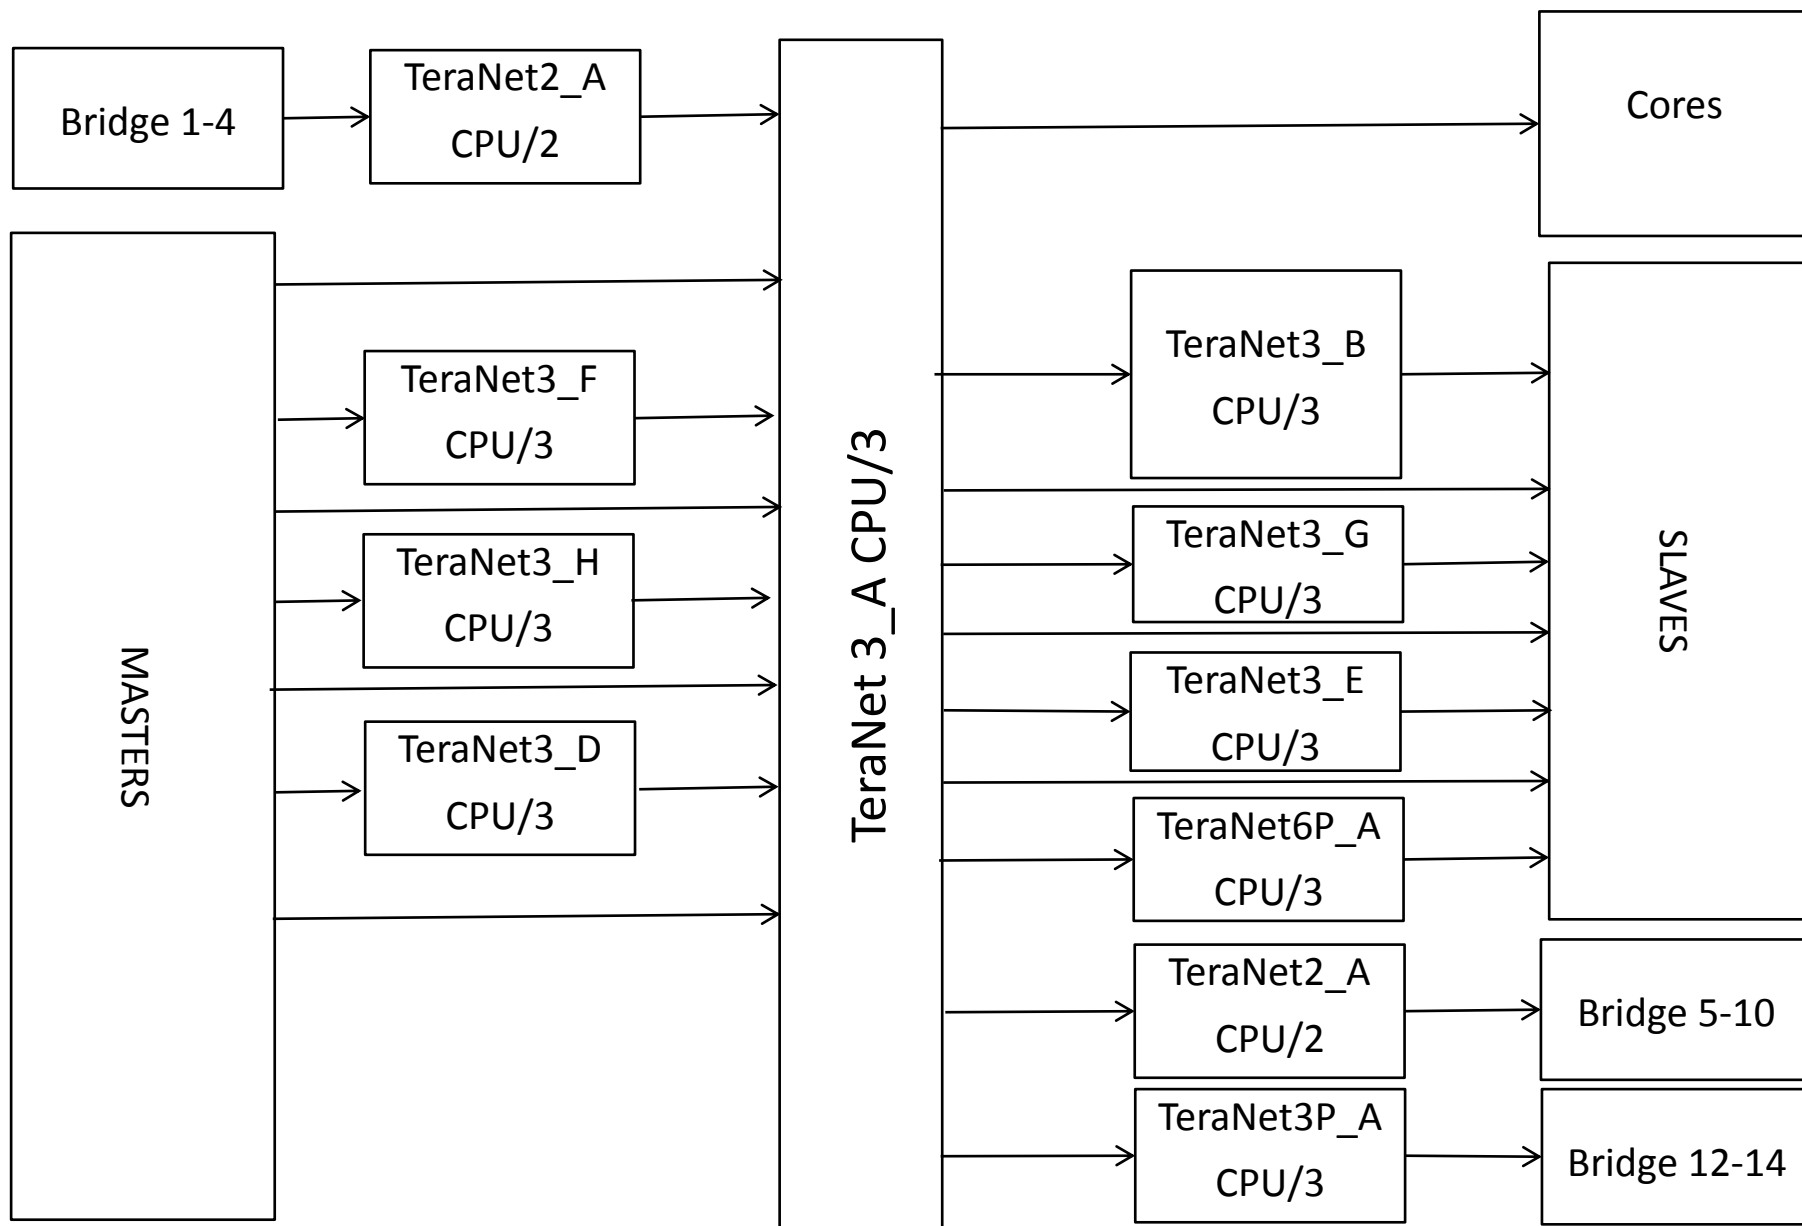 Bridge 1-4
TeraNet2_A
CPU/2
MASTERS
TeraNet3_F
CPU/3
TeraNet3_H
CPU/3
TeraNet3_D
CPU/3
TeraNet 3_A CPU/3
Cores
TeraNet3_B
CPU/3
TeraNet3_G
CPU/3
TeraNet3_E
CPU/3
TeraNet6P_A
CPU/3
SLAVES
TeraNet2_A
CPU/2
Bridge 5-10
TeraNet3P_A
CPU/3
Bridge 12-14